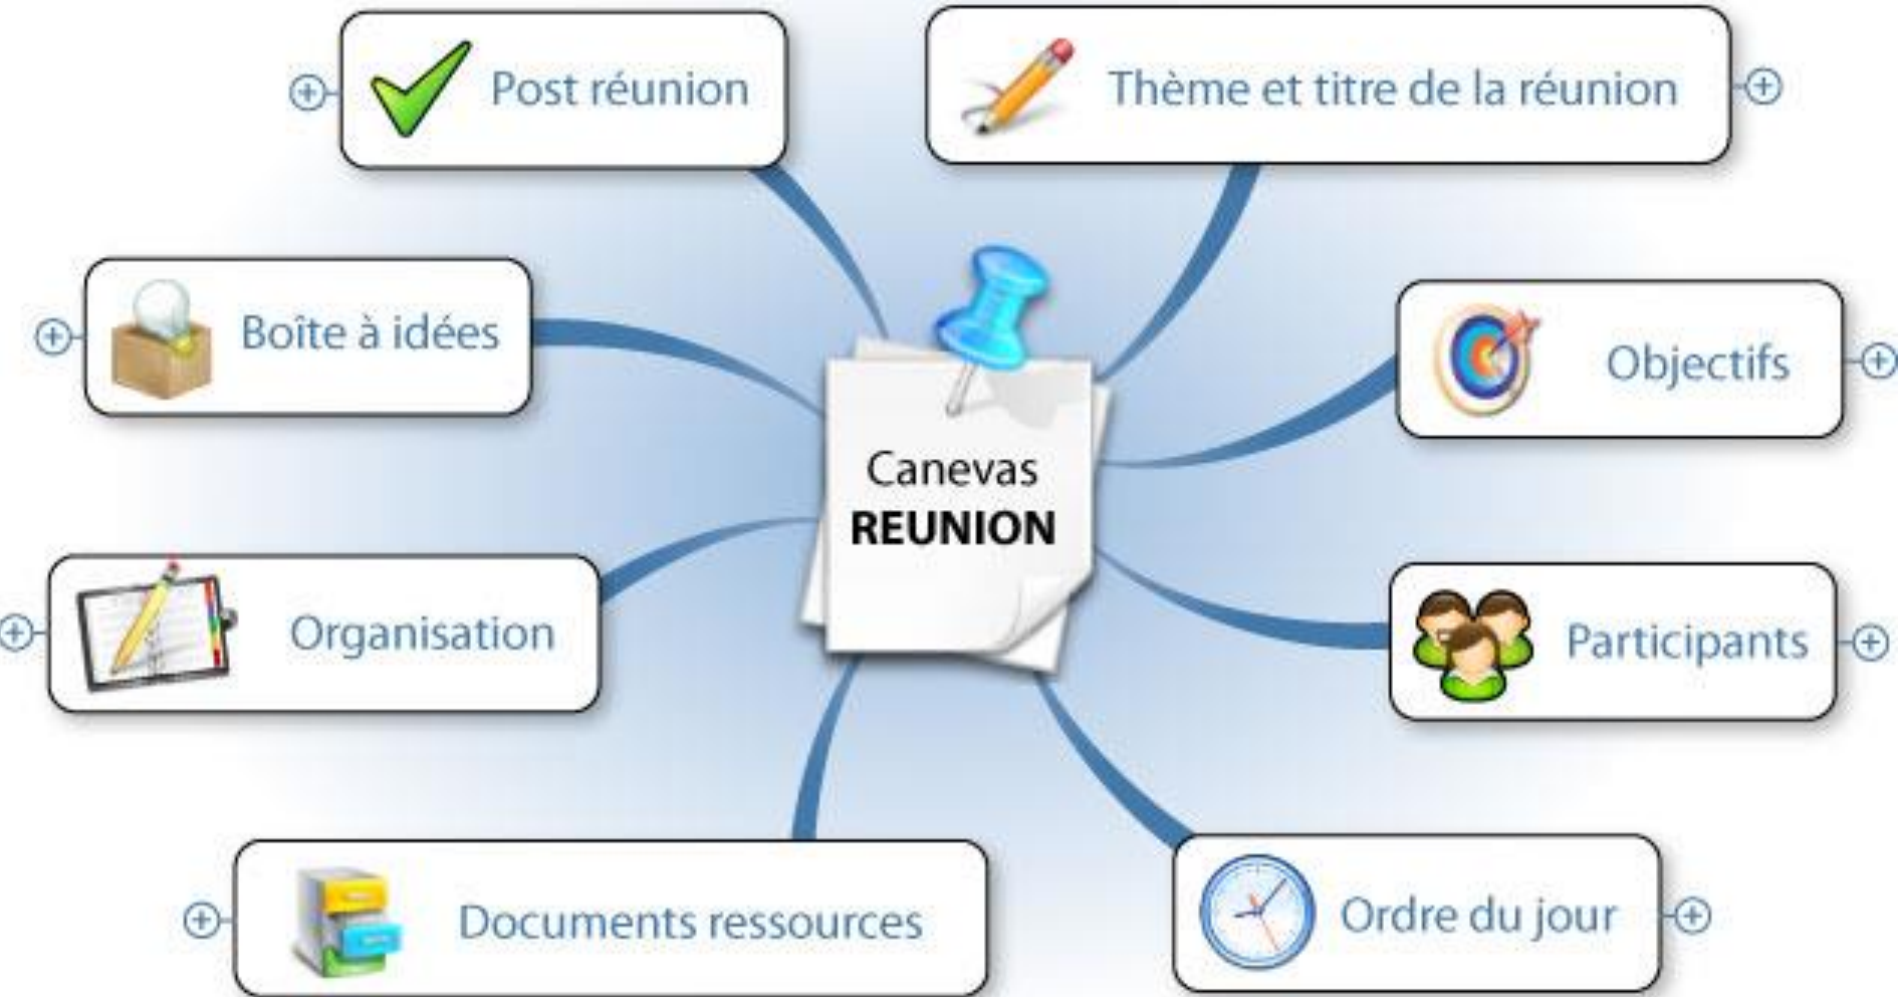 Post réunion
Thème et titre de la réunion
Boîte à idées
Objectifs
Canevas
REUNION
Organisation
Participants
Documents ressources
Ordre du jour